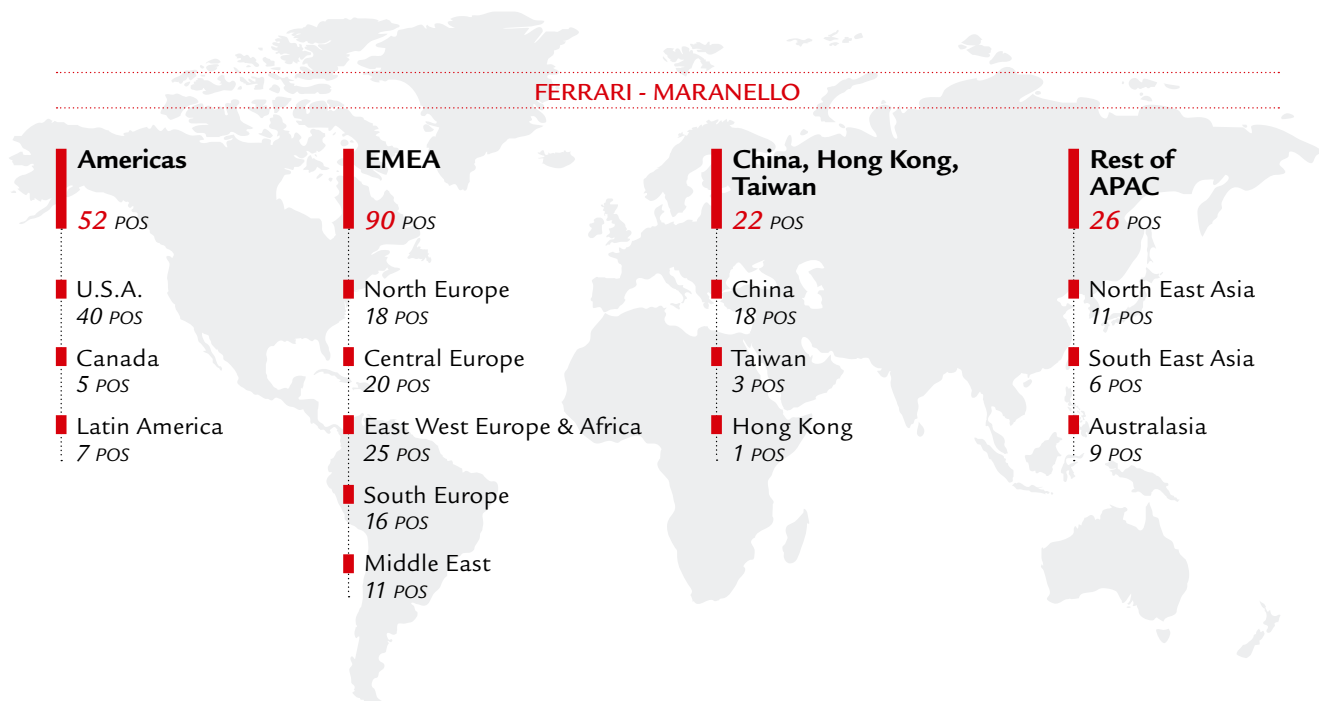 FERRARI - MARANELLO
Americas
52 POS
U.S.A.
40 POS
Canada
5 POS
Latin America
7 POS
EMEA
90 POS
North Europe
18 POS
Central Europe
20 POS
East West Europe & Africa
25 POS
South Europe
16 POS
Middle East
11 POS
China, Hong Kong,
Taiwan
22 POS
China
18 POS
Taiwan
3 POS
Hong Kong
1 POS
Rest of
APAC
26 POS
North East Asia
11 POS
South East Asia
6 POS
Australasia
9 POS